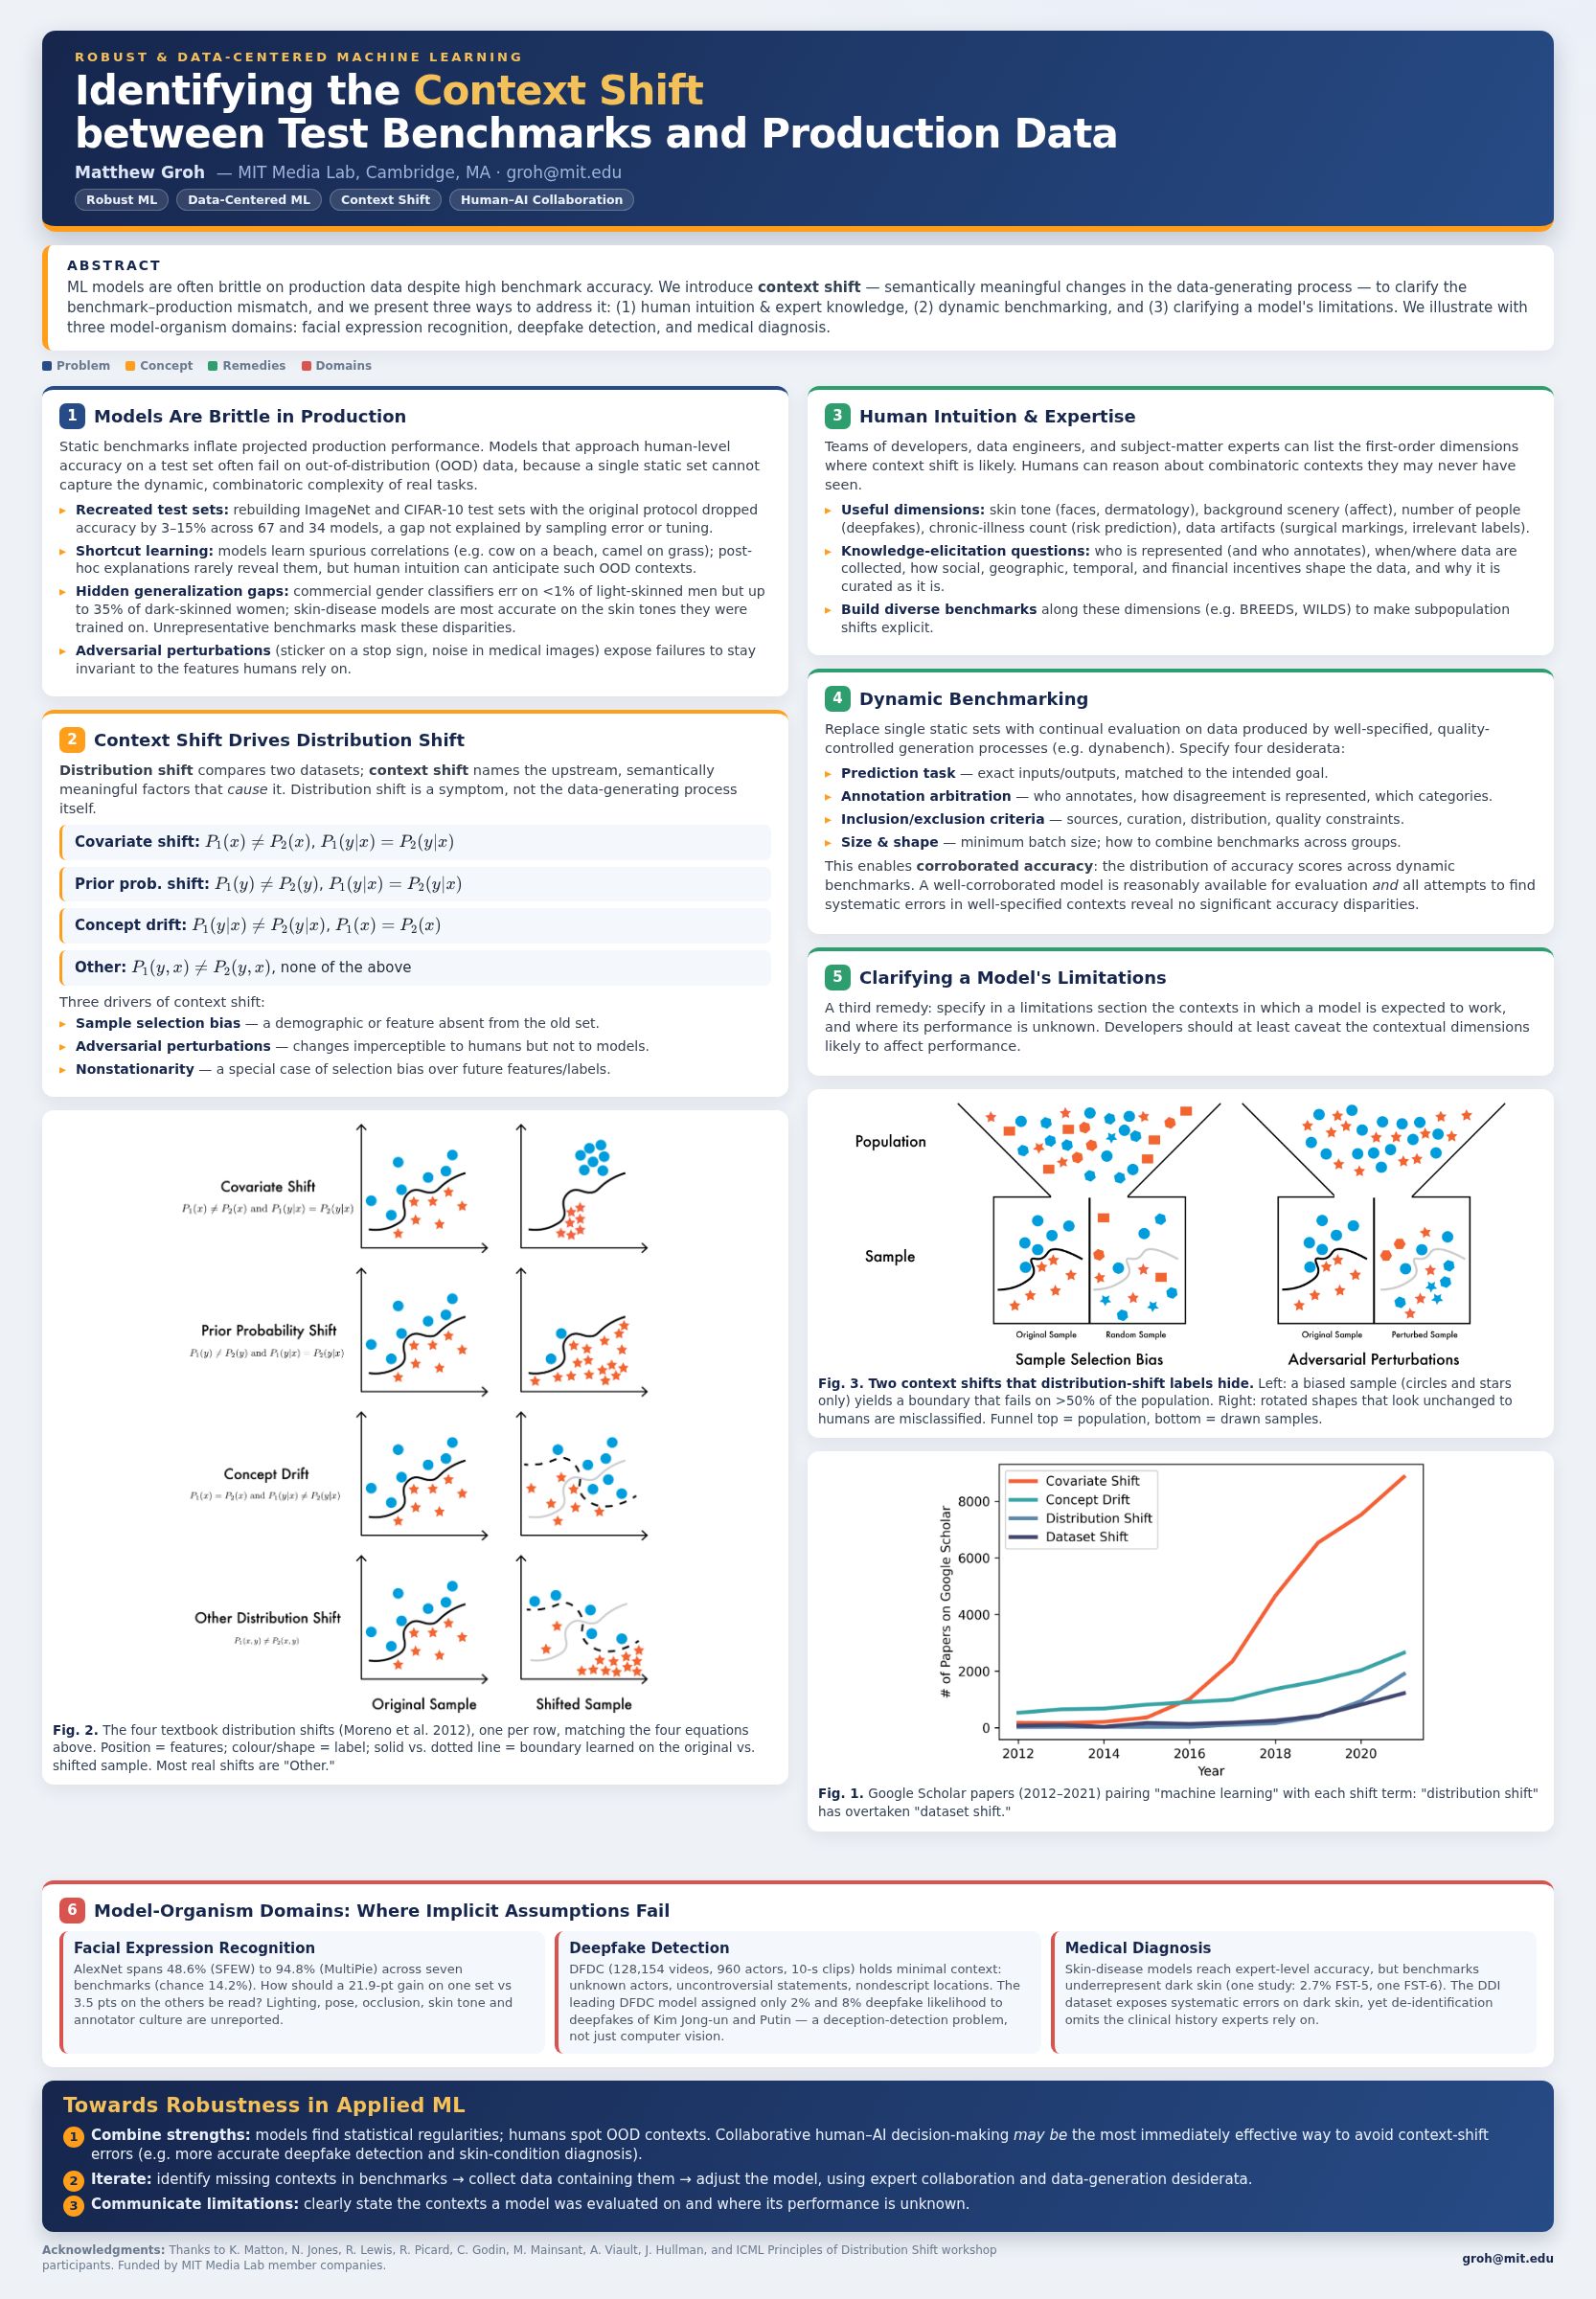 ROBUST & DATA-CENTERED MACHINE LEARNING
Identifying the Context Shift
between Test Benchmarks and Production Data
Matthew Groh — MIT Media Lab, Cambridge, MA · groh@mit.edu
Robust ML
Data-Centered ML
Context Shift
Human–AI Collaboration
ABSTRACT
ML models are often brittle on production data despite high benchmark accuracy. We introduce context shift — semantically meaningful changes in the data-generating process — to clarify the
benchmark–production mismatch, and we present three ways to address it: (1) human intuition & expert knowledge, (2) dynamic benchmarking, and (3) clarifying a model's limitations. We illustrate with
three model-organism domains: facial expression recognition, deepfake detection, and medical diagnosis.
Problem
Concept
Remedies
Domains
1 Models Are Brittle in Production
Static benchmarks inflate projected production performance. Models that approach human-level
accuracy on a test set often fail on out-of-distribution (OOD) data, because a single static set cannot
capture the dynamic, combinatoric complexity of real tasks.
▸ Recreated test sets: rebuilding ImageNet and CIFAR-10 test sets with the original protocol dropped
accuracy by 3–15% across 67 and 34 models, a gap not explained by sampling error or tuning.
▸ Shortcut learning: models learn spurious correlations (e.g. cow on a beach, camel on grass); post-
hoc explanations rarely reveal them, but human intuition can anticipate such OOD contexts.
▸ Hidden generalization gaps: commercial gender classifiers err on <1% of light-skinned men but up
to 35% of dark-skinned women; skin-disease models are most accurate on the skin tones they were
trained on. Unrepresentative benchmarks mask these disparities.
▸ Adversarial perturbations (sticker on a stop sign, noise in medical images) expose failures to stay
invariant to the features humans rely on.
2 Context Shift Drives Distribution Shift
Distribution shift compares two datasets; context shift names the upstream, semantically
meaningful factors that cause it. Distribution shift is a symptom, not the data-generating process
itself.
Covariate shift: P₁(x) ≠ P₂(x), P₁(y|x) = P₂(y|x)
Prior prob. shift: P₁(y) ≠ P₂(y), P₁(y|x) = P₂(y|x)
Concept drift: P₁(y|x) ≠ P₂(y|x), P₁(x) = P₂(x)
Other: P₁(y, x) ≠ P₂(y, x), none of the above
Three drivers of context shift:
▸ Sample selection bias — a demographic or feature absent from the old set.
▸ Adversarial perturbations — changes imperceptible to humans but not to models.
▸ Nonstationarity — a special case of selection bias over future features/labels.
Covariate Shift
P₁(x) ≠ P₂(x) and P₁(y|x) = P₂(y|x)
Prior Probability Shift
P₁(y) ≠ P₂(y) and P₁(y|x) = P₂(y|x)
Concept Drift
P₁(x) = P₂(x) and P₁(y|x) ≠ P₂(y|x)
Other Distribution Shift
P₁(x, y) ≠ P₂(x, y)
Original Sample
Shifted Sample
Fig. 2. The four textbook distribution shifts (Moreno et al. 2012), one per row, matching the four equations
above. Position = features; colour/shape = label; solid vs. dotted line = boundary learned on the original vs.
shifted sample. Most real shifts are "Other."
3 Human Intuition & Expertise
Teams of developers, data engineers, and subject-matter experts can list the first-order dimensions
where context shift is likely. Humans can reason about combinatoric contexts they may never have
seen.
▸ Useful dimensions: skin tone (faces, dermatology), background scenery (affect), number of people
(deepfakes), chronic-illness count (risk prediction), data artifacts (surgical markings, irrelevant labels).
▸ Knowledge-elicitation questions: who is represented (and who annotates), when/where data are
collected, how social, geographic, temporal, and financial incentives shape the data, and why it is
curated as it is.
▸ Build diverse benchmarks along these dimensions (e.g. BREEDS, WILDS) to make subpopulation
shifts explicit.
4 Dynamic Benchmarking
Replace single static sets with continual evaluation on data produced by well-specified, quality-
controlled generation processes (e.g. dynabench). Specify four desiderata:
▸ Prediction task — exact inputs/outputs, matched to the intended goal.
▸ Annotation arbitration — who annotates, how disagreement is represented, which categories.
▸ Inclusion/exclusion criteria — sources, curation, distribution, quality constraints.
▸ Size & shape — minimum batch size; how to combine benchmarks across groups.
This enables corroborated accuracy: the distribution of accuracy scores across dynamic
benchmarks. A well-corroborated model is reasonably available for evaluation and all attempts to find
systematic errors in well-specified contexts reveal no significant accuracy disparities.
5 Clarifying a Model's Limitations
A third remedy: specify in a limitations section the contexts in which a model is expected to work,
and where its performance is unknown. Developers should at least caveat the contextual dimensions
likely to affect performance.
Population
Sample
Original Sample
Random Sample
Original Sample
Perturbed Sample
Sample Selection Bias
Adversarial Perturbations
Fig. 3. Two context shifts that distribution-shift labels hide. Left: a biased sample (circles and stars
only) yields a boundary that fails on >50% of the population. Right: rotated shapes that look unchanged to
humans are misclassified. Funnel top = population, bottom = drawn samples.
Covariate Shift
Concept Drift
Distribution Shift
Dataset Shift
# of Papers on Google Scholar
8000
6000
4000
2000
0
2012 2014 2016 2018 2020
Year
Fig. 1. Google Scholar papers (2012–2021) pairing "machine learning" with each shift term: "distribution shift"
has overtaken "dataset shift."
6 Model-Organism Domains: Where Implicit Assumptions Fail
Facial Expression Recognition
AlexNet spans 48.6% (SFEW) to 94.8% (MultiPie) across seven
benchmarks (chance 14.2%). How should a 21.9-pt gain on one set vs
3.5 pts on the others be read? Lighting, pose, occlusion, skin tone and
annotator culture are unreported.
Deepfake Detection
DFDC (128,154 videos, 960 actors, 10-s clips) holds minimal context:
unknown actors, uncontroversial statements, nondescript locations. The
leading DFDC model assigned only 2% and 8% deepfake likelihood to
deepfakes of Kim Jong-un and Putin — a deception-detection problem,
not just computer vision.
Medical Diagnosis
Skin-disease models reach expert-level accuracy, but benchmarks
underrepresent dark skin (one study: 2.7% FST-5, one FST-6). The DDI
dataset exposes systematic errors on dark skin, yet de-identification
omits the clinical history experts rely on.
Towards Robustness in Applied ML
1 Combine strengths: models find statistical regularities; humans spot OOD contexts. Collaborative human–AI decision-making may be the most immediately effective way to avoid context-shift
errors (e.g. more accurate deepfake detection and skin-condition diagnosis).
2 Iterate: identify missing contexts in benchmarks → collect data containing them → adjust the model, using expert collaboration and data-generation desiderata.
3 Communicate limitations: clearly state the contexts a model was evaluated on and where its performance is unknown.
Acknowledgments: Thanks to K. Matton, N. Jones, R. Lewis, R. Picard, C. Godin, M. Mainsant, A. Viault, J. Hullman, and ICML Principles of Distribution Shift workshop
participants. Funded by MIT Media Lab member companies.
groh@mit.edu